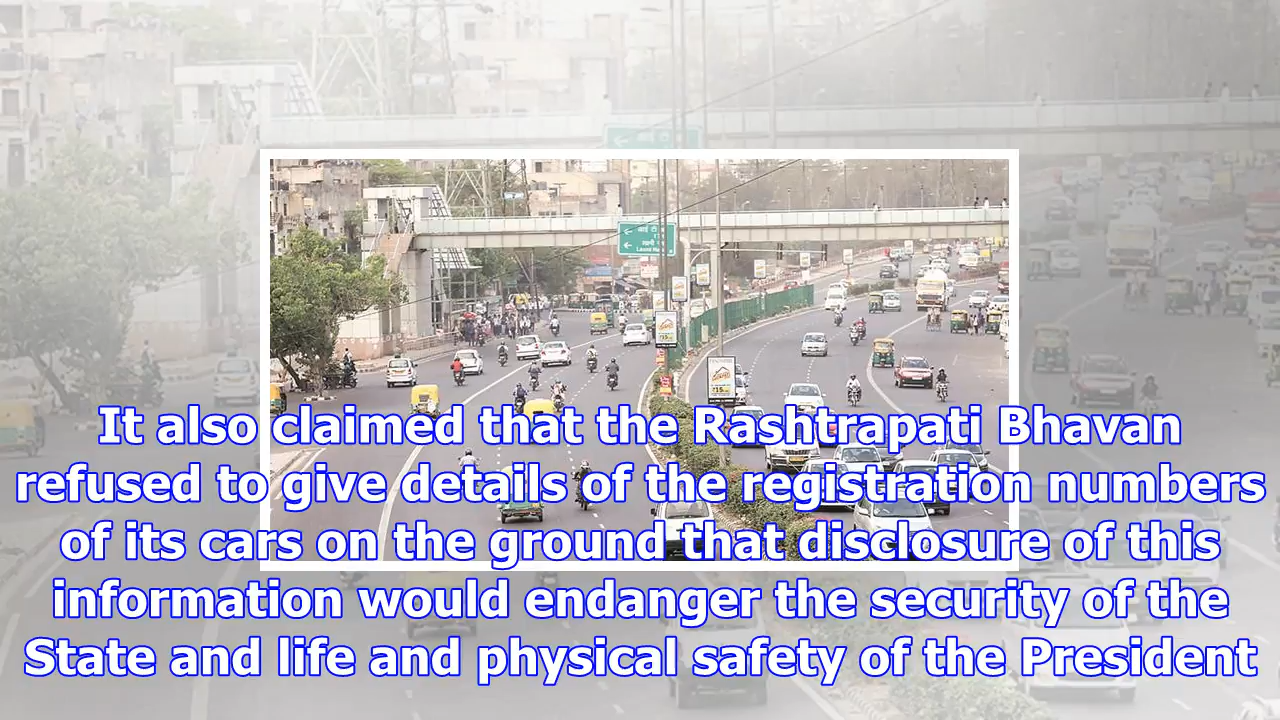 आई टी
Laxmi
It also claimed that the Rashtrapati Bhavan
refused to give details of the registration numbers
of its cars on the ground that disclosure of this
information would endanger the security of the
State and life and physical safety of the President